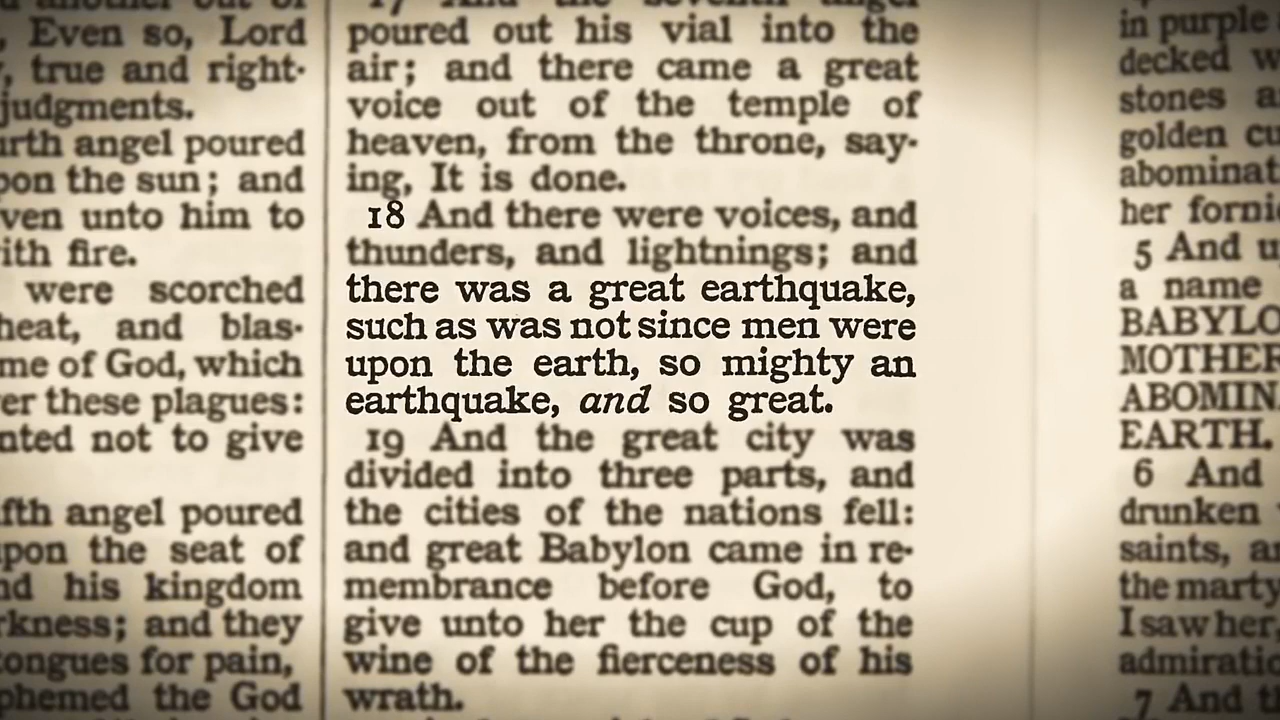 Even so, Lord
true and right-
judgments.
angel poured
the sun; and
unto him to
fire.
were scorched
heat, and blas-
of God, which
these plagues:
not to give
angel poured
the seat of
his kingdom
and they
for pain,
the God
17 And the seventh angel
poured out his vial into the
air; and there came a great
voice out of the temple of
heaven, from the throne, say-
ing, It is done.
18 And there were voices, and
thunders, and lightnings; and
there was a great earthquake,
such as was not since men were
upon the earth, so mighty an
earthquake, and so great.
19 And the great city was
divided into three parts, and
the cities of the nations fell:
and great Babylon came in re-
membrance before God, to
give unto her the cup of the
wine of the fierceness of his
wrath.
in purple
decked
stones
golden
her
5 And
a name
MOTHER
EARTH.
6 And
drunken
saints,
the
I saw her,
7 And